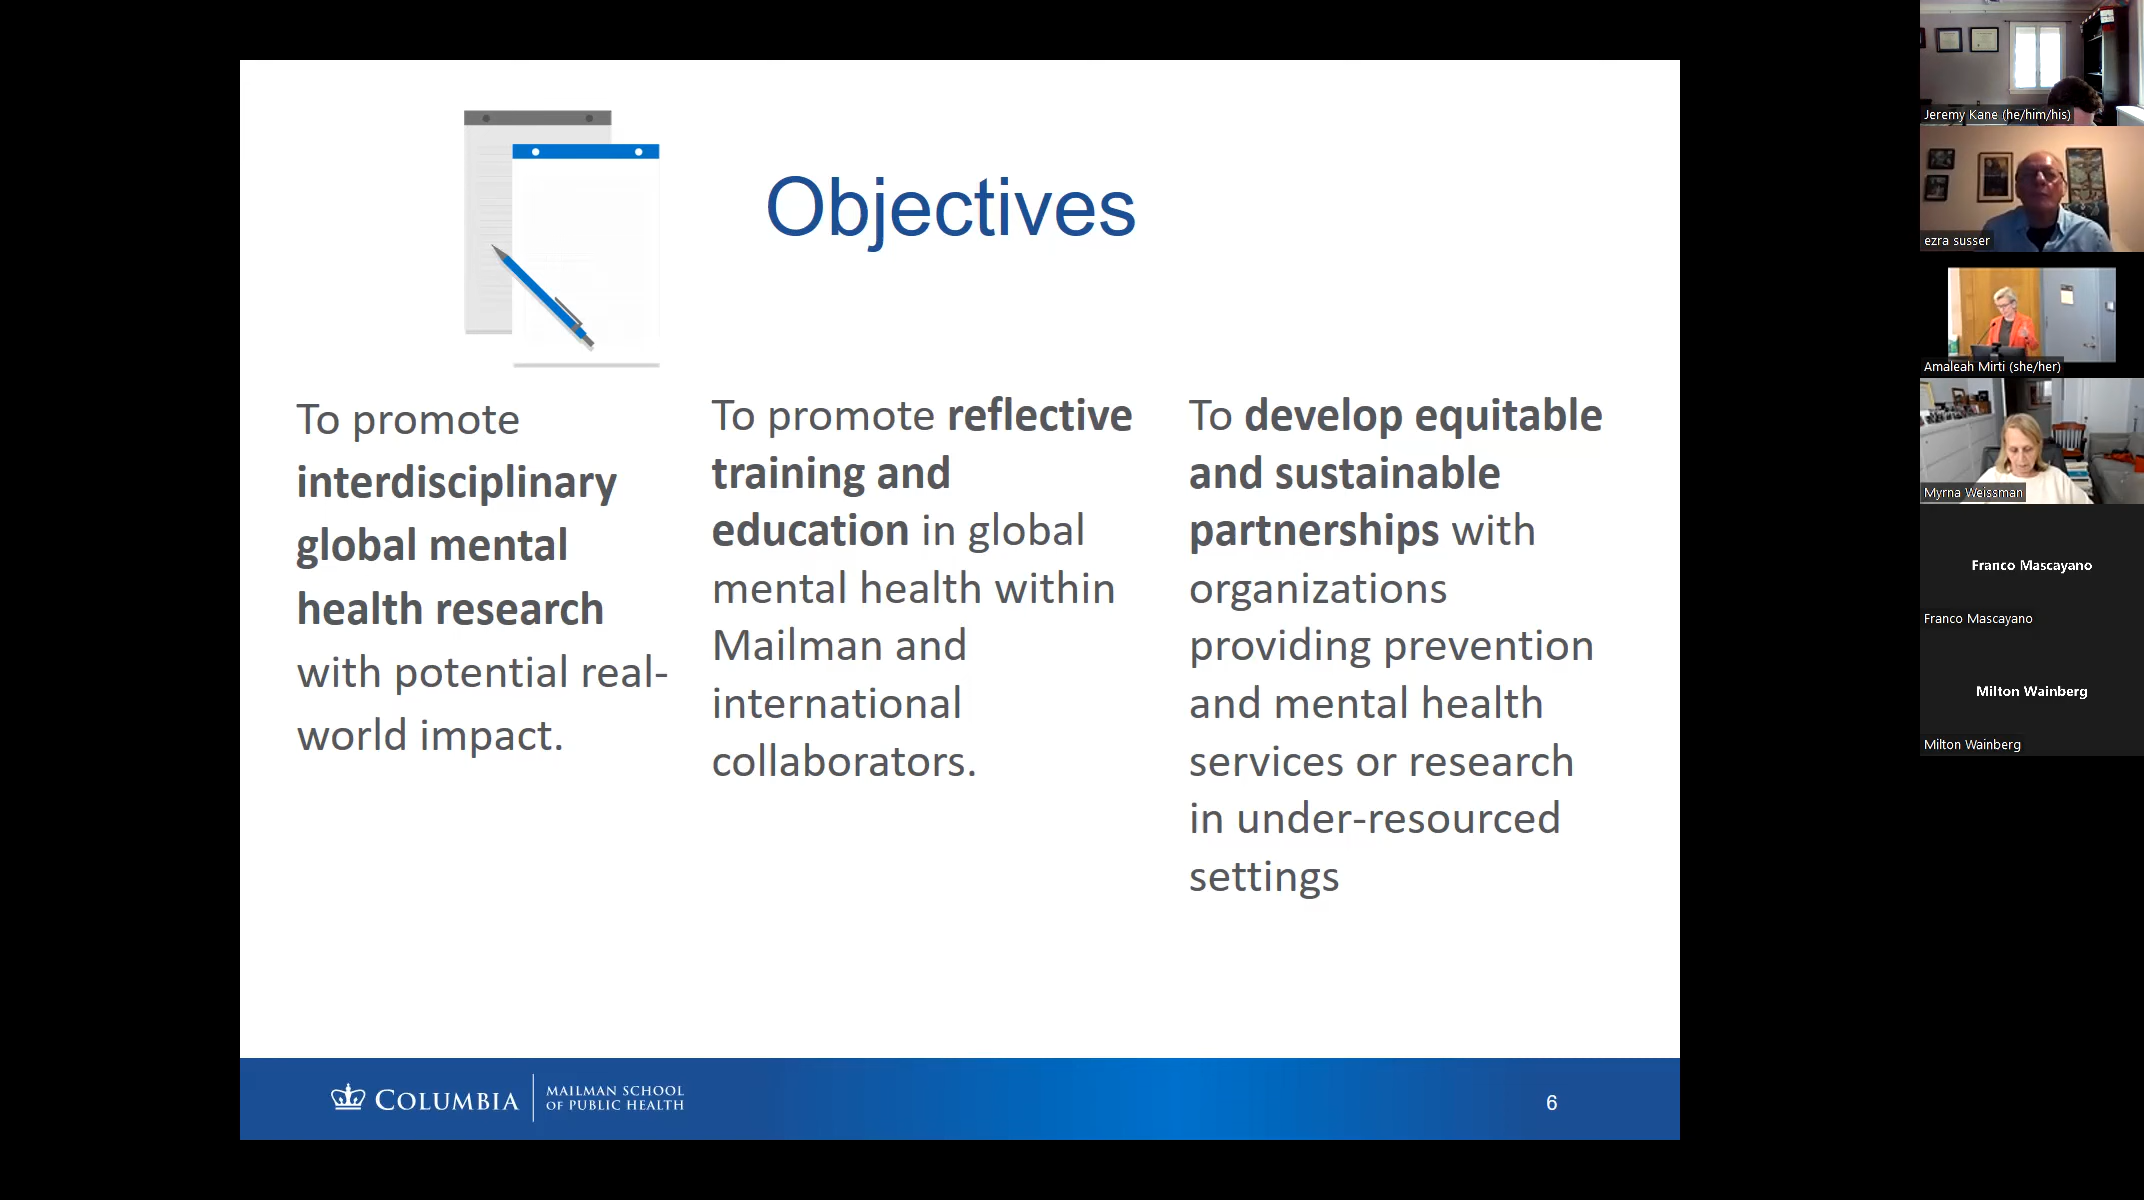 Objectives
To promote
interdisciplinary
global mental
health research
with potential real-
world impact.
To promote reflective
training and
education in global
mental health within
Mailman and
international
collaborators.
To develop equitable
and sustainable
partnerships with
organizations
providing prevention
and mental health
services or research
in under-resourced
settings
COLUMBIA
MAILMAN SCHOOL
OF PUBLIC HEALTH
6
Jeremy Kane (he/him/his)
ezra susser
Amaleah Mirti (she/her)
Myrna Weissman
Franco Mascayano
Franco Mascayano
Milton Wainberg
Milton Wainberg